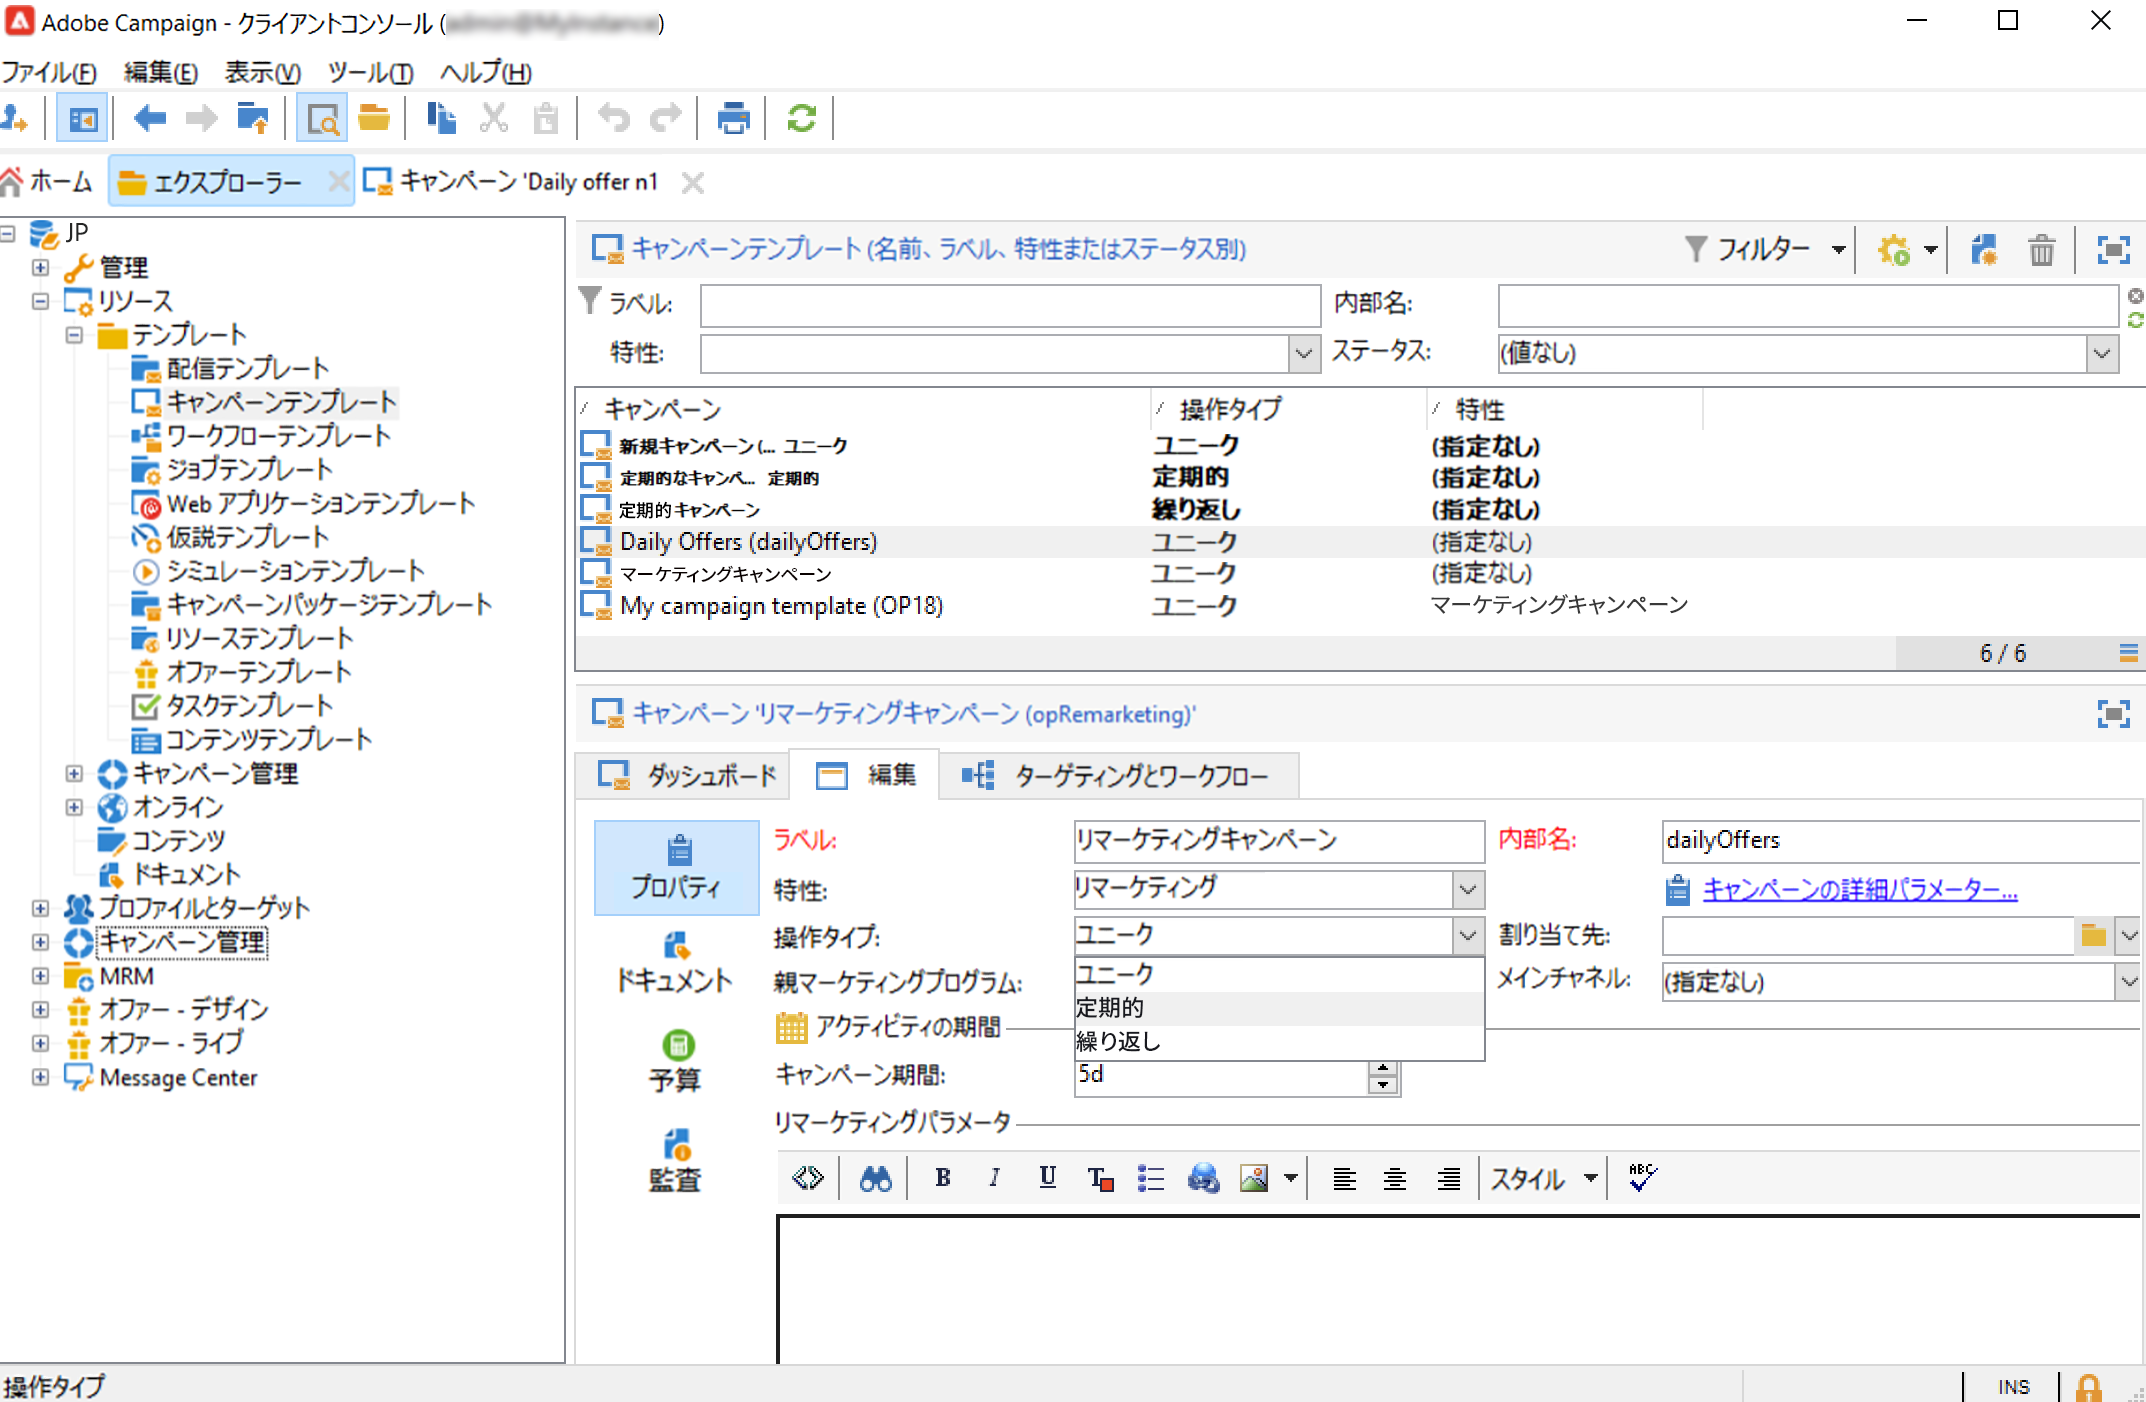 Adobe Campaign - クライアントコンソール ( )
ファイル(F) 編集(E) 表示(V) ツール(T) ヘルプ(H)
ホーム エクスプローラー キャンペーン 'Daily offer n1
JP
管理
リソース
テンプレート
配信テンプレート
キャンペーンテンプレート
ワークフローテンプレート
ジョブテンプレート
Web アプリケーションテンプレート
仮説テンプレート
シミュレーションテンプレート
キャンペーンパッケージテンプレート
リソーステンプレート
オファーテンプレート
タスクテンプレート
コンテンツテンプレート
キャンペーン管理
オンライン
コンテンツ
ドキュメント
プロファイルとターゲット
キャンペーン管理
MRM
オファー - デザイン
オファー - ライブ
Message Center
キャンペーンテンプレート (名前、ラベル、特性またはステータス別)
フィルター
ラベル: 内部名:
特性: ステータス: (値なし)
キャンペーン 操作タイプ 特性
新規キャンペーン (... ユニーク ユニーク (指定なし)
定期的なキャンペ... 定期的 定期的 (指定なし)
定期的 キャンペーン 繰り返し (指定なし)
Daily Offers (dailyOffers) ユニーク (指定なし)
マーケティングキャンペーン ユニーク (指定なし)
My campaign template (OP18) ユニーク マーケティングキャンペーン
6 / 6
キャンペーン 'リマーケティングキャンペーン (opRemarketing)'
ダッシュボード 編集 ターゲティングとワークフロー
プロパティ
ドキュメント
予算
監査
ラベル: リマーケティングキャンペーン 内部名: dailyOffers
特性: リマーケティング キャンペーンの詳細パラメーター...
操作タイプ: ユニーク 割り当て先:
ユニーク
定期的
繰り返し
親マーケティングプログラム: メインチャネル: (指定なし)
アクティビティの期間
キャンペーン期間: 5d
リマーケティングパラメータ
B I U T スタイル ABC
操作タイプ INS